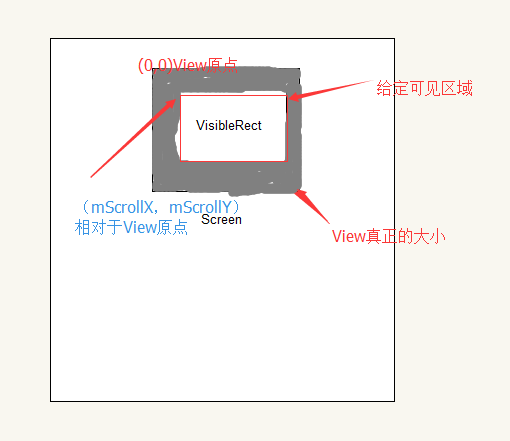 (0,0)View原点
给定可见区域
VisibleRect
（mScrollX，mScrollY）
相对于View原点
Screen
View真正的大小